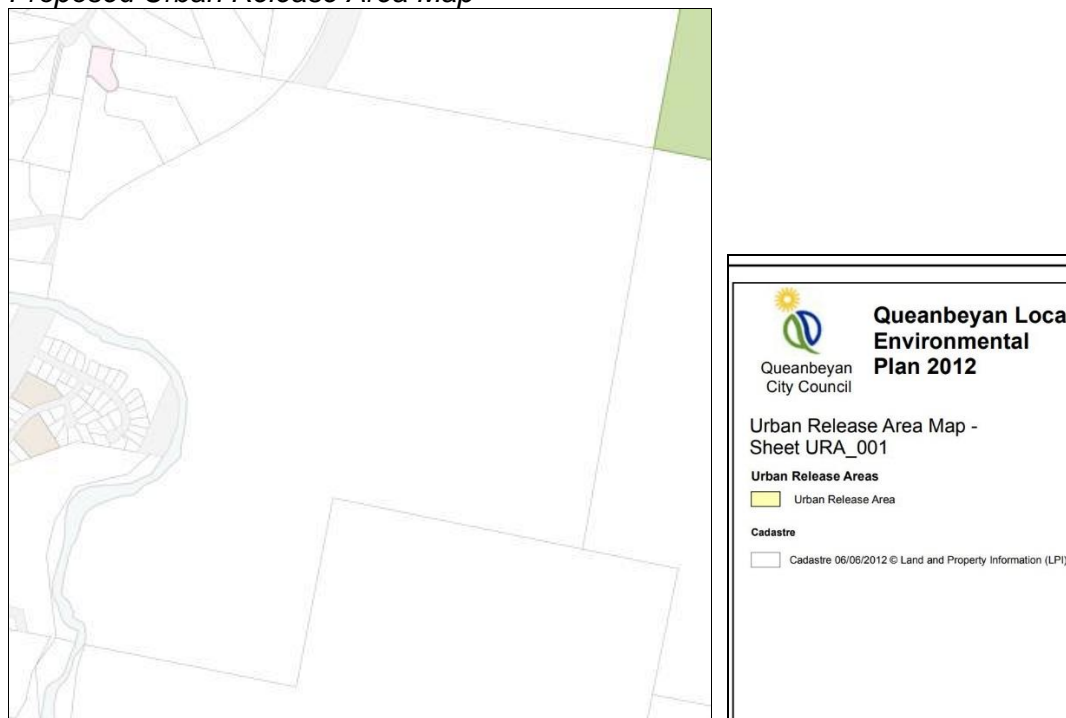 Proposed Urban Release Area Map
Queanbeyan
City Council
Queanbeyan Loca
Environmental
Plan 2012
Urban Release Area Map -
Sheet URA_001
Urban Release Areas
Urban Release Area
Cadastre
Cadastre 06/06/2012 © Land and Property Information (LPI)